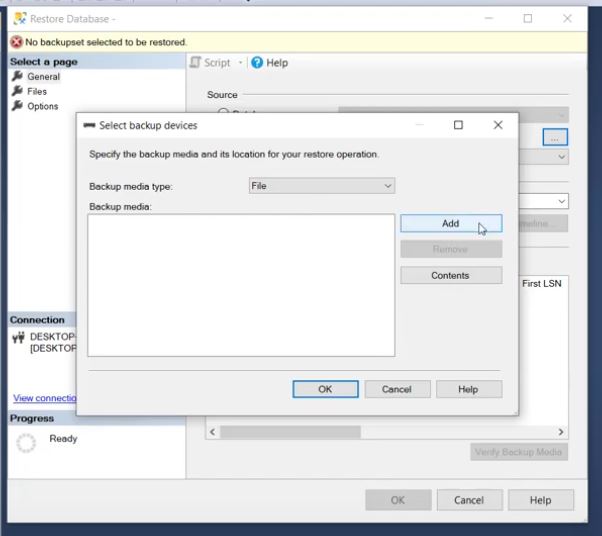 Restore Database -
No backupset selected to be restored.
Select a page
General
Files
Options
Script
Help
Source
Select backup devices
Specify the backup media and its location for your restore operation.
...
Backup media type:
File
Backup media:
Add
Remove
Contents
First LSN
Connection
DESKTOP
[DESKTOP
View connectio
OK
Cancel
Help
Progress
Ready
Verify Backup Media
OK
Cancel
Help